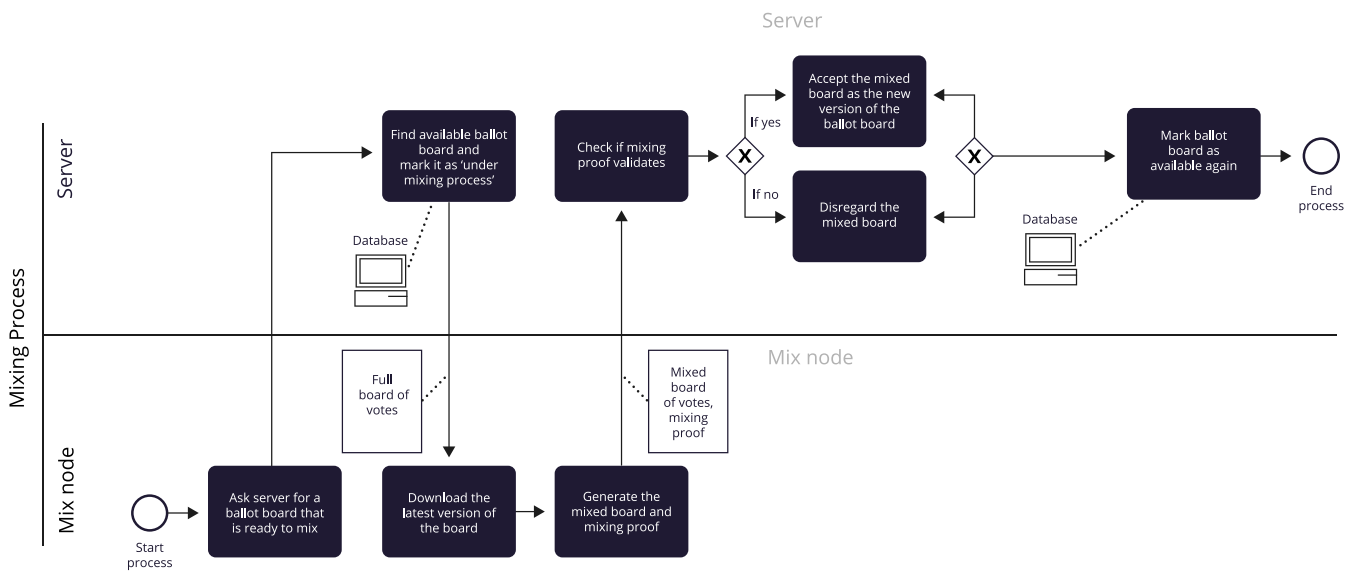 Server
Mixing Process
Server
Find available ballot
board and
mark it as ‘under
mixing process’
Database
Check if mixing
proof validates
X
If yes
If no
Accept the mixed
board as the new
version of the
ballot board
Disregard the
mixed board
X
Mark ballot
board as
available again
Database
End
process
Mix node
Mix node
Start
process
Ask server for a
ballot board that
is ready to mix
Full
board of
votes
Download the
latest version of
the board
Generate the
mixed board and
mixing proof
Mixed
board
of votes,
mixing
proof